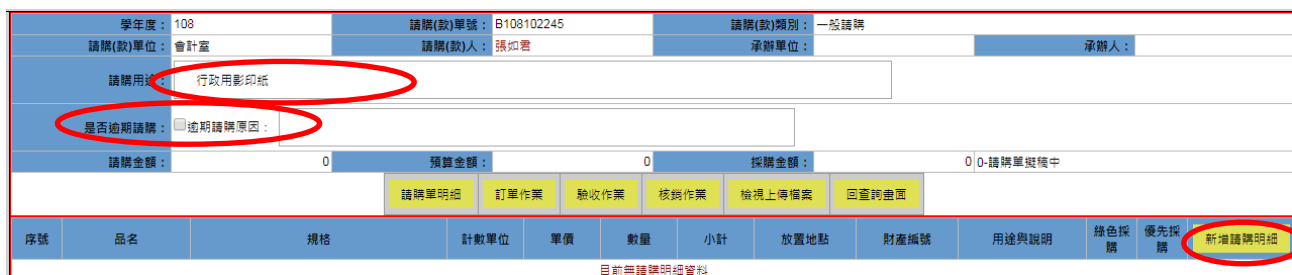 學年度： 108 請購(款)單號： B108102245 請購(款)類別： 一般請購
請購(款)單位： 會計室 請購(款)人： 張如君 承辦單位： 承辦人：
請購用途： 行政用影印紙
是否逾期請購： 逾期請購原因：
請購金額： 0 預算金額： 0 採購金額： 0 0-請購單擬稿中
請購單明細 訂單作業 驗收作業 核銷作業 檢視上傳檔案 回查詢畫面
序號 品名 規格 計數單位 單價 數量 小計 放置地點 財產編號 用途與說明 綠色採購 優先採購 新增請購明細
目前無請購明細資料